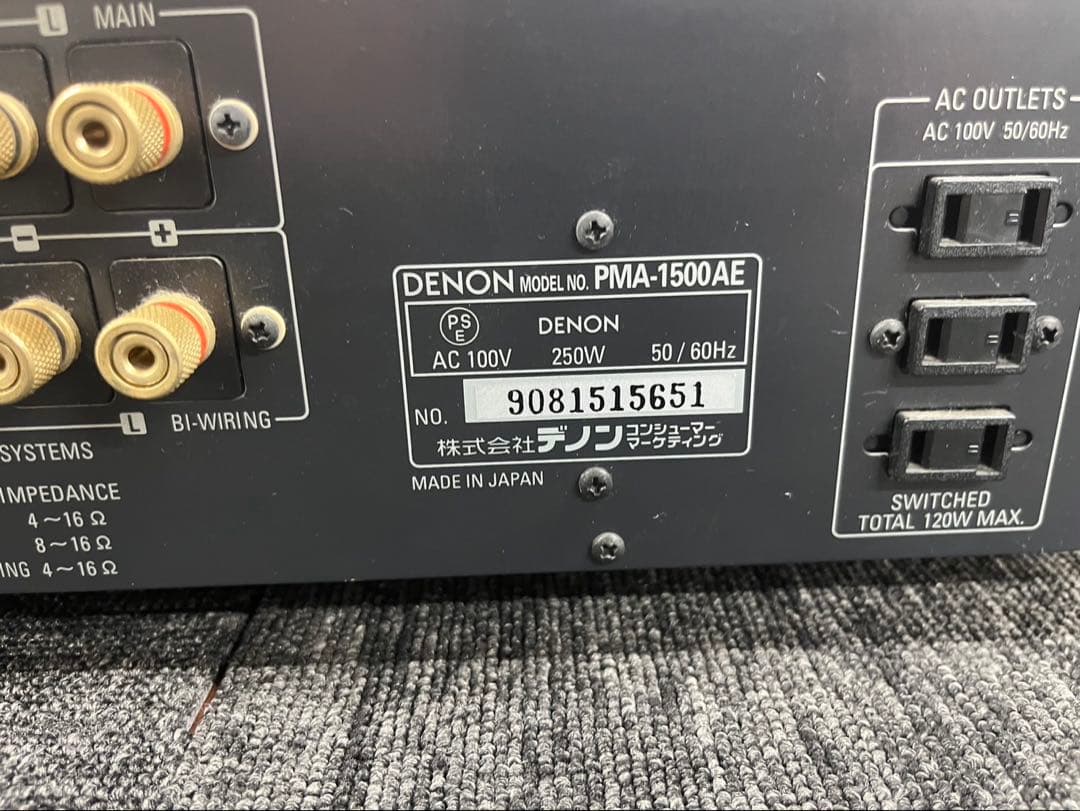 L MAIN
- +
L BI-WIRING
SYSTEMS
IMPEDANCE
4~16Ω
8~16Ω
ING 4~16Ω
DENON MODEL NO. PMA-1500AE
PS
E
DENON
AC 100V 250W 50/60Hz
NO. 9081515651
株式会社デノン コンシューマー
マーケティング
MADE IN JAPAN
AC OUTLETS
AC 100V 50/60Hz
SWITCHED
TOTAL 120W MAX.